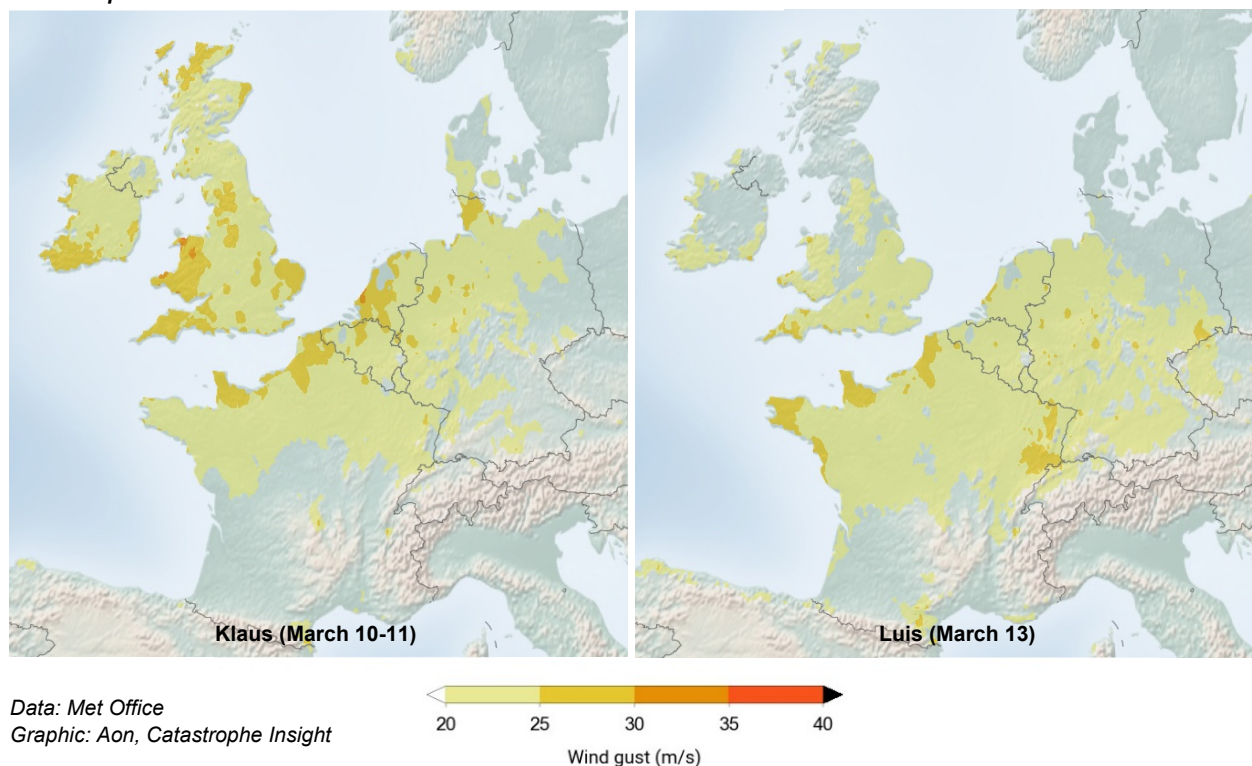 Klaus (March 10-11)
Luis (March 13)
Data: Met Office
Graphic: Aon, Catastrophe Insight
20 25 30 35 40
Wind gust (m/s)